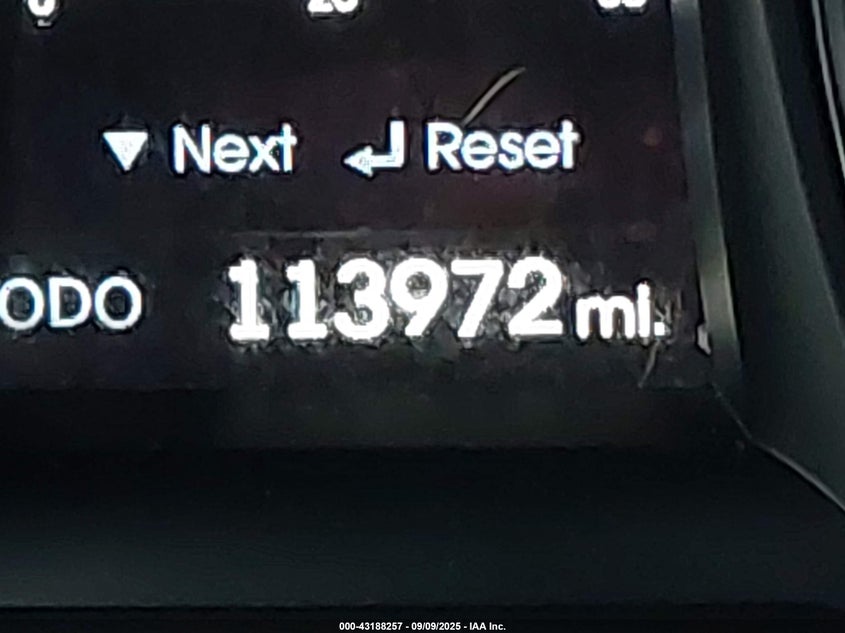 ▼ Next ↵ Reset
ODO 113972 mi.
000-43188257 - 09/09/2025 - IAA Inc.